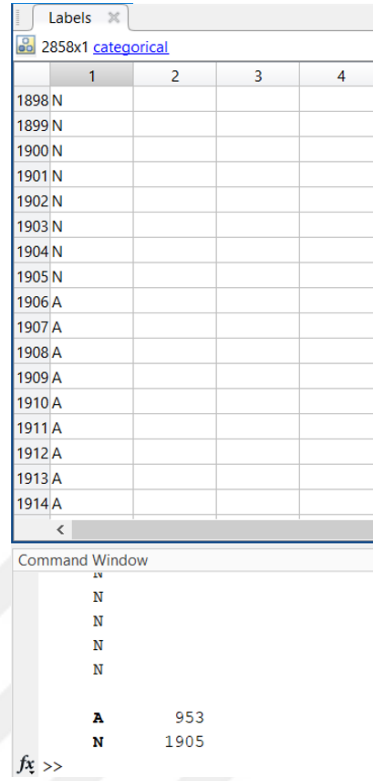 Labels
2858x1 categorical
1 2 3 4
1898 N
1899 N
1900 N
1901 N
1902 N
1903 N
1904 N
1905 N
1906 A
1907 A
1908 A
1909 A
1910 A
1911 A
1912 A
1913 A
1914 A
Command Window
N
N
N
N
N
A 953
N 1905
fx >>